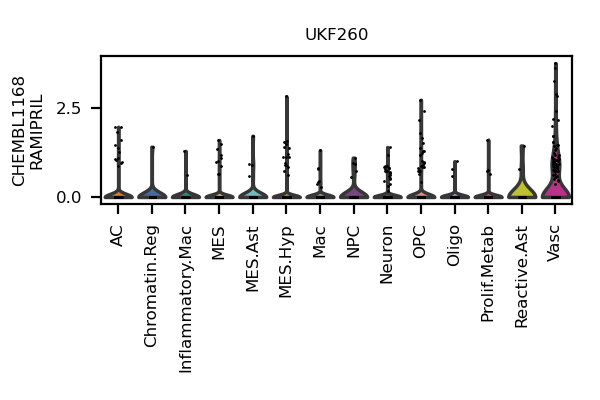 UKF260
CHEMBL1168
RAMIPRIL
2.5
0.0
AC
Chromatin.Reg
Inflammatory.Mac
MES
MES.Ast
MES.Hyp
Mac
NPC
Neuron
OPC
Oligo
Prolif.Metab
Reactive.Ast
Vasc